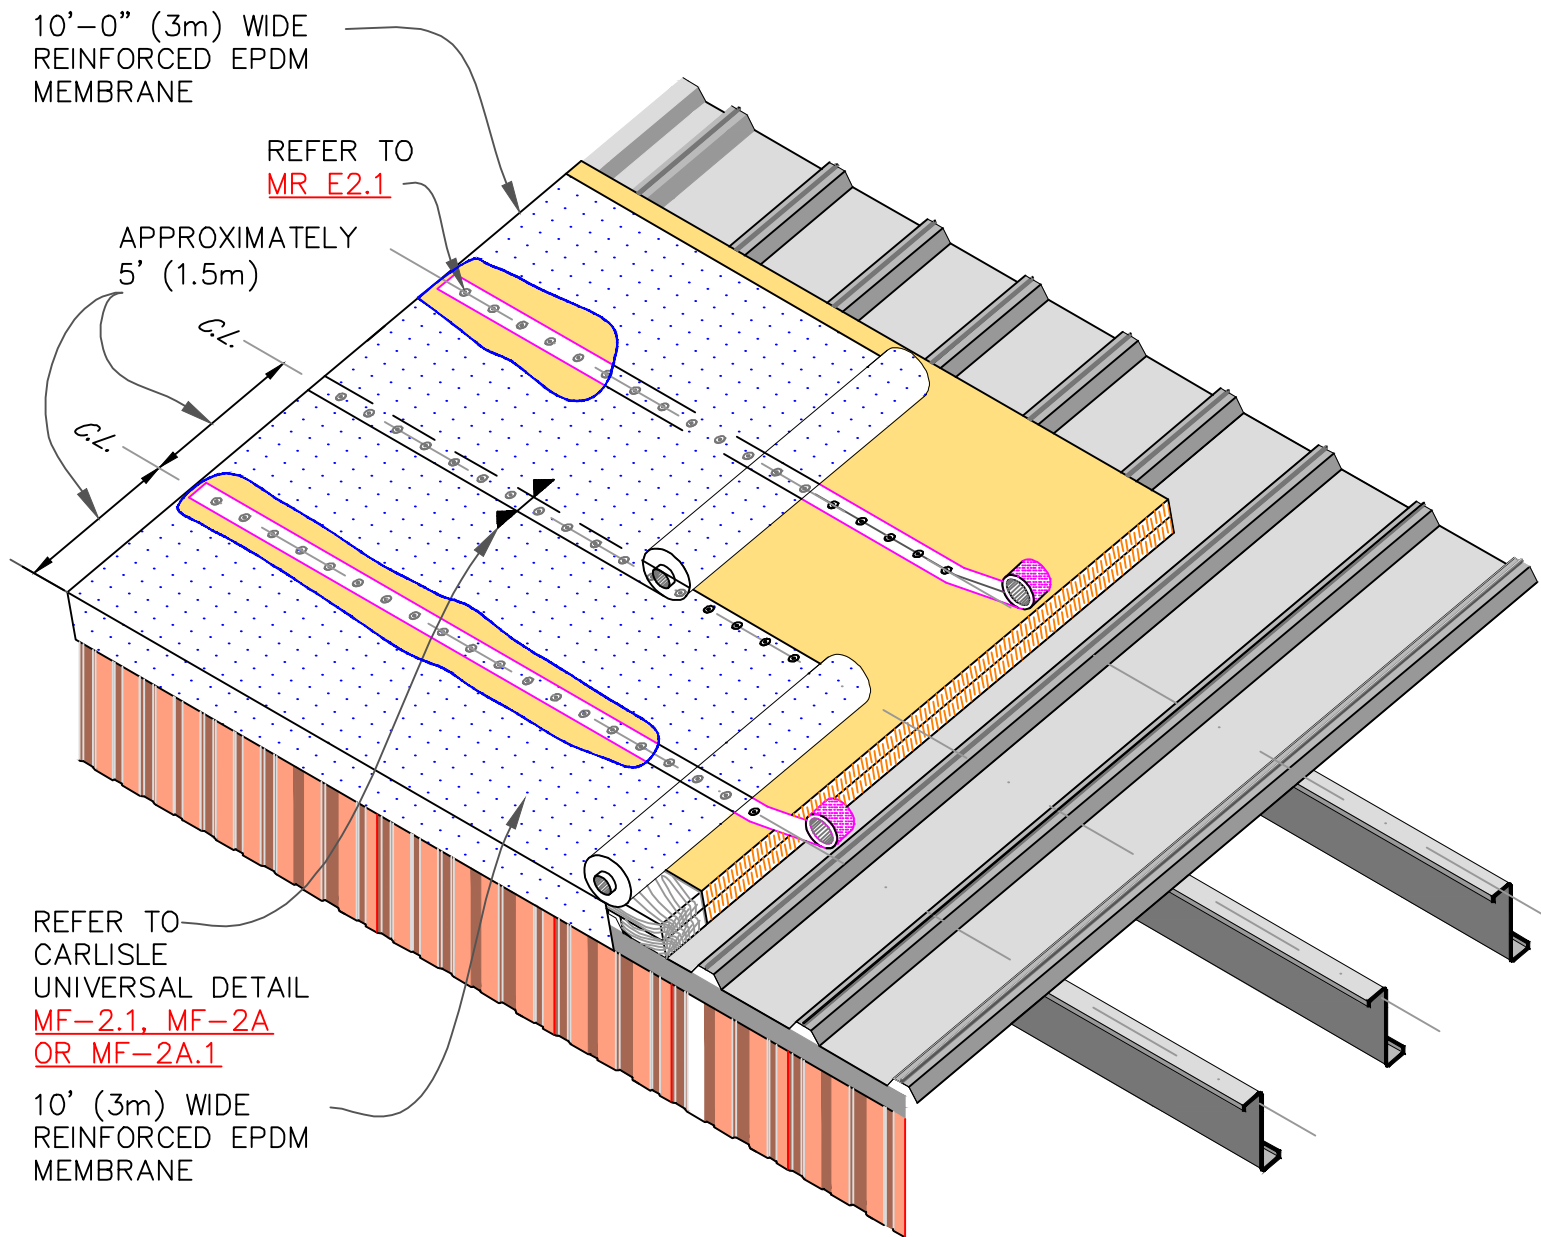 10'-0" (3m) WIDE
REINFORCED EPDM
MEMBRANE
REFER TO
MR E2.1
APPROXIMATELY
5' (1.5m)
C.L.
C.L.
REFER TO
CARLISLE
UNIVERSAL DETAIL
MF-2.1, MF-2A
OR MF-2A.1
10' (3m) WIDE
REINFORCED EPDM
MEMBRANE